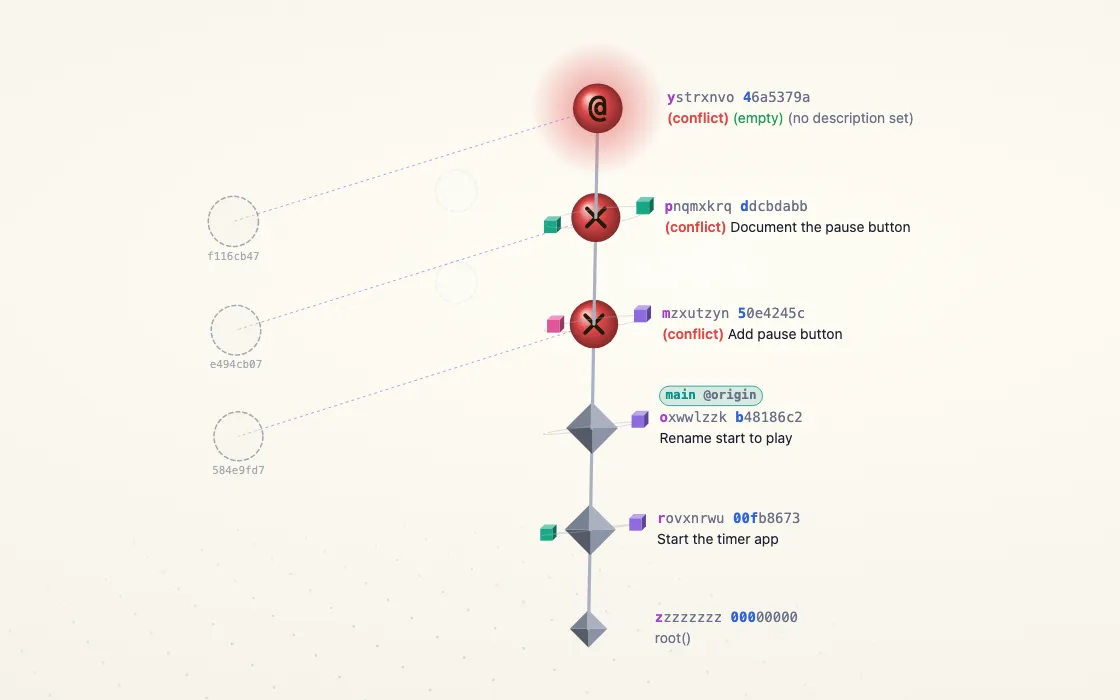 @
ystrxnvo 46a5379a
(conflict) (empty) (no description set)
pnqmxkrq ddcbdabb
(conflict) Document the pause button
f116cb47
mzxutzyn 50e4245c
(conflict) Add pause button
e494cb07
main @origin
oxwwlzzk b48186c2
Rename start to play
584e9fd7
rovxnrwu 00fb8673
Start the timer app
zzzzzzzz 00000000
root()